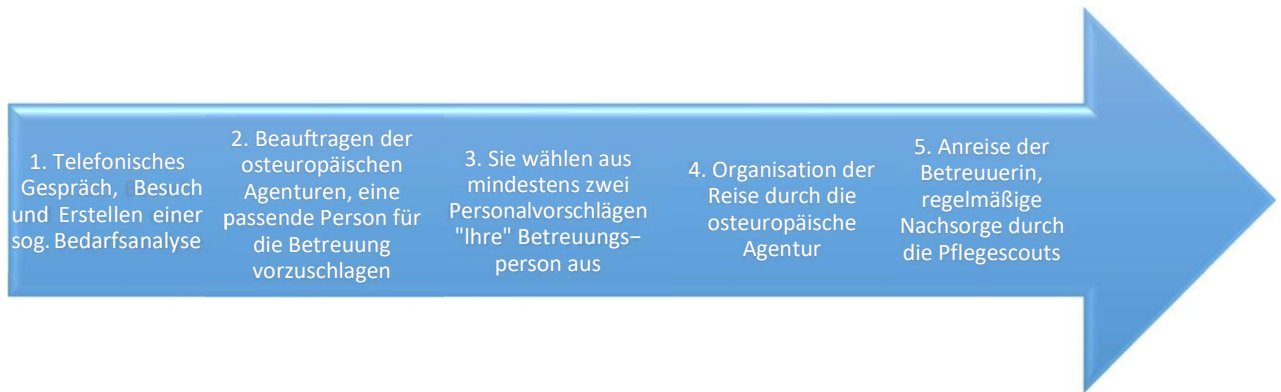 1. Telefonisches
Gespräch, Besuch
und Erstellen einer
sog. Bedarfsanalyse
2. Beauftragen der
osteuropäischen
Agenturen, eine
passende Person für
die Betreuung
vorzuschlagen
3. Sie wählen aus
mindestens zwei
Personalvorschlägen
"Ihre" Betreuungs-
person aus
4. Organisation der
Reise durch die
osteuropäische
Agentur
5. Anreise der
Betreuuerin,
regelmäßige
Nachsorge durch
die Pflegescouts